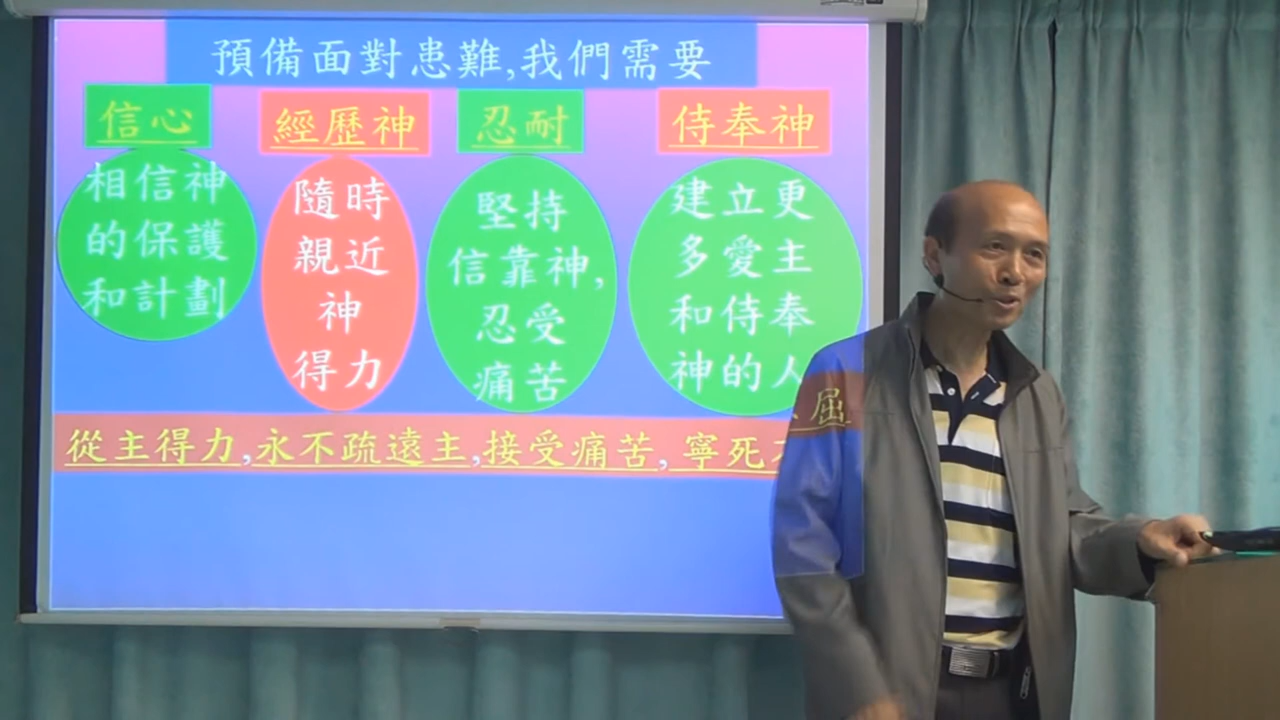 預備面對患難,我們需要
信心
相信神
的保護
和計劃
經歷神
隨時
親近
神
得力
忍耐
堅持
信靠神,
忍受
痛苦
侍奉神
建立更
多愛主
和侍奉
神的人
從主得力,永不疏遠主,接受痛苦,寧死不屈